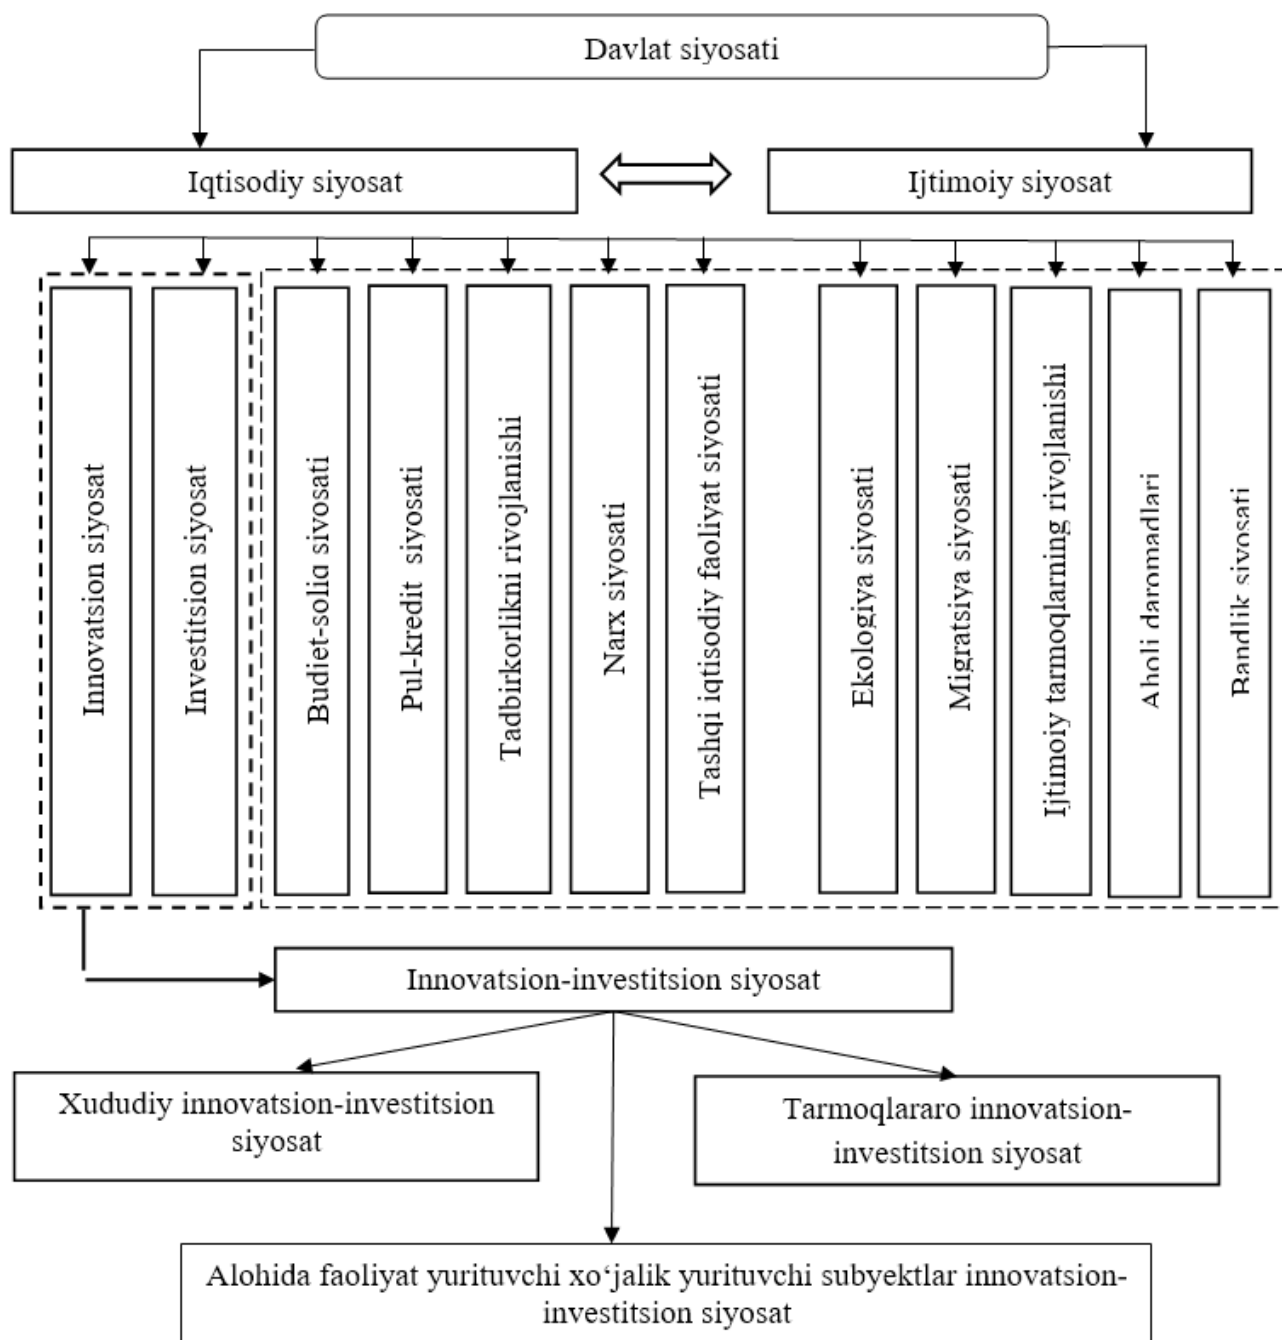 Davlat siyosati
Iqtisodiy siyosat
Ijtimoiy siyosat
Innovatsion siyosat
Investitsion siyosat
Budjet-soliq siyosati
Pul-kredit siyosati
Tadbirkorlikni rivojlanishi
Narx siyosati
Tashqi iqtisodiy faoliyat siyosati
Ekologiya siyosati
Migratsiya siyosati
Ijtimoiy tarmoqlarning rivojlanishi
Aholi daromadlari
Bandlik siyosati
Innovatsion-investitsion siyosat
Xududiy innovatsion-investitsion
siyosat
Tarmoqlararo innovatsion-
investitsion siyosat
Alohida faoliyat yurituvchi xo‘jalik yurituvchi subyektlar innovatsion-
investitsion siyosat